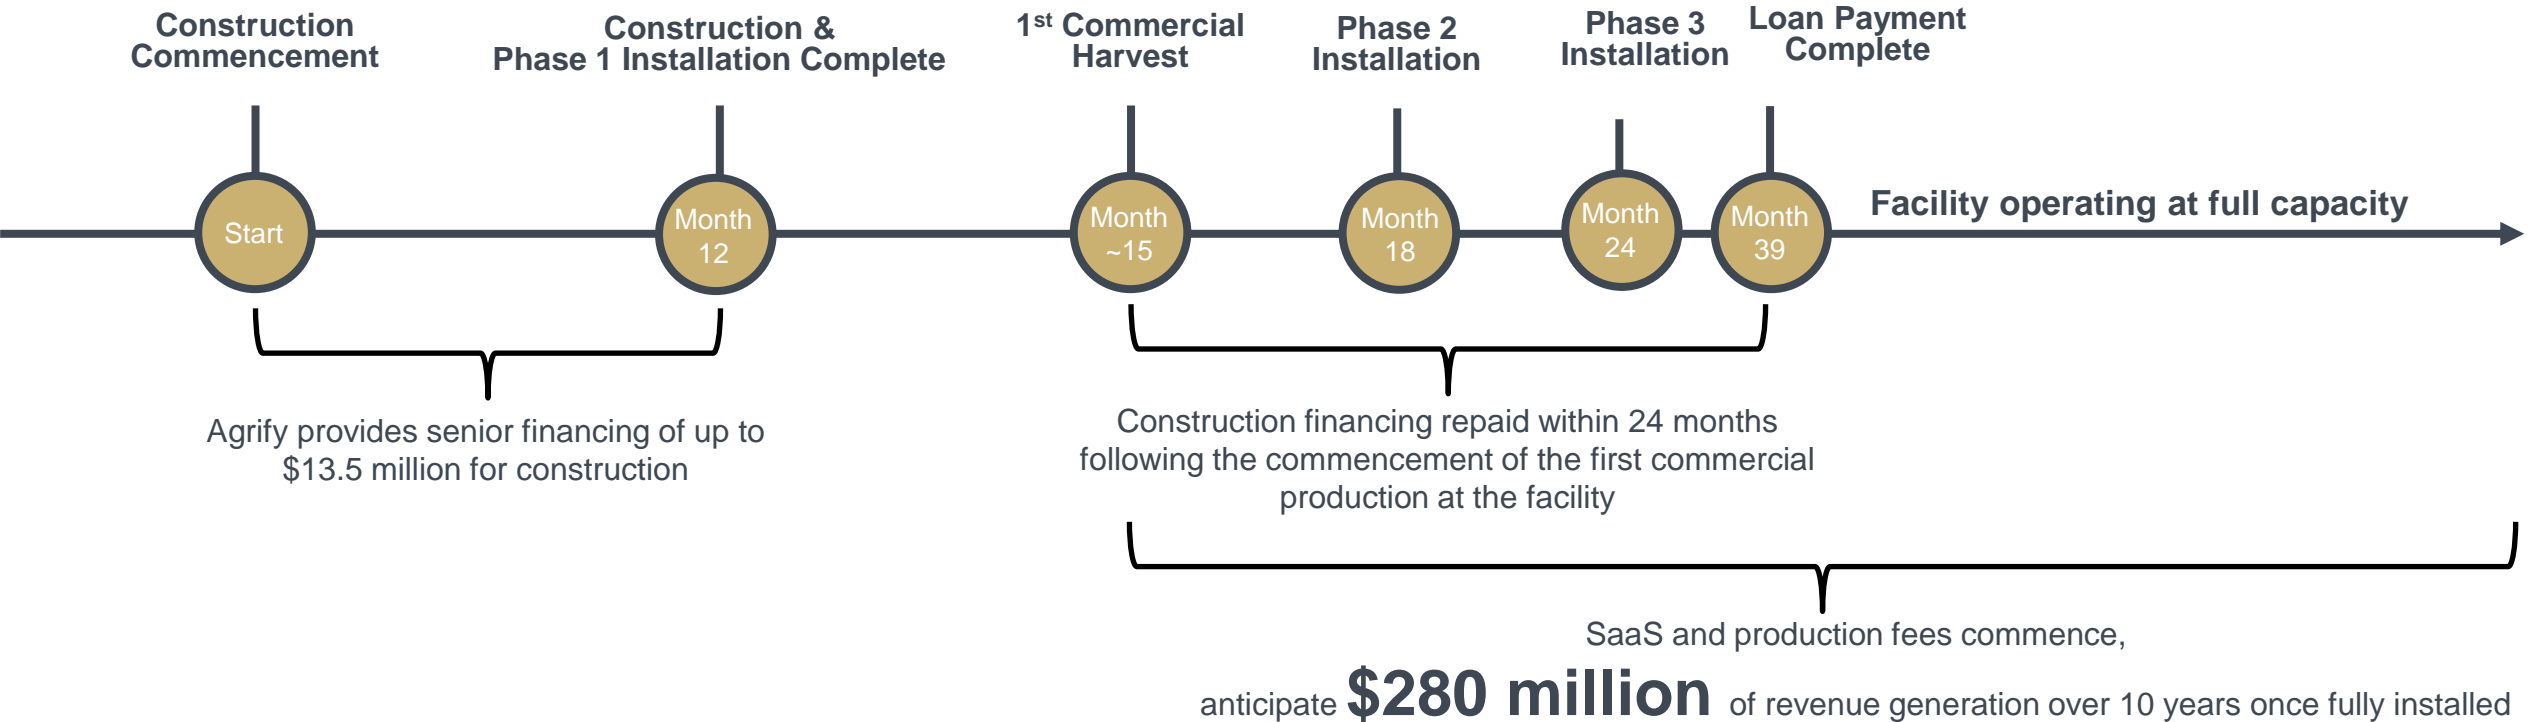 Construction
Commencement
Construction &
Phase 1 Installation Complete
1st Commercial
Harvest
Phase 2
Installation
Phase 3
Installation
Loan Payment
Complete
Start
Month
12
Month
~15
Month
18
Month
24
Month
39
Facility operating at full capacity
Agrify provides senior financing of up to
$13.5 million for construction
Construction financing repaid within 24 months
following the commencement of the first commercial
production at the facility
SaaS and production fees commence,
anticipate $280 million of revenue generation over 10 years once fully installed